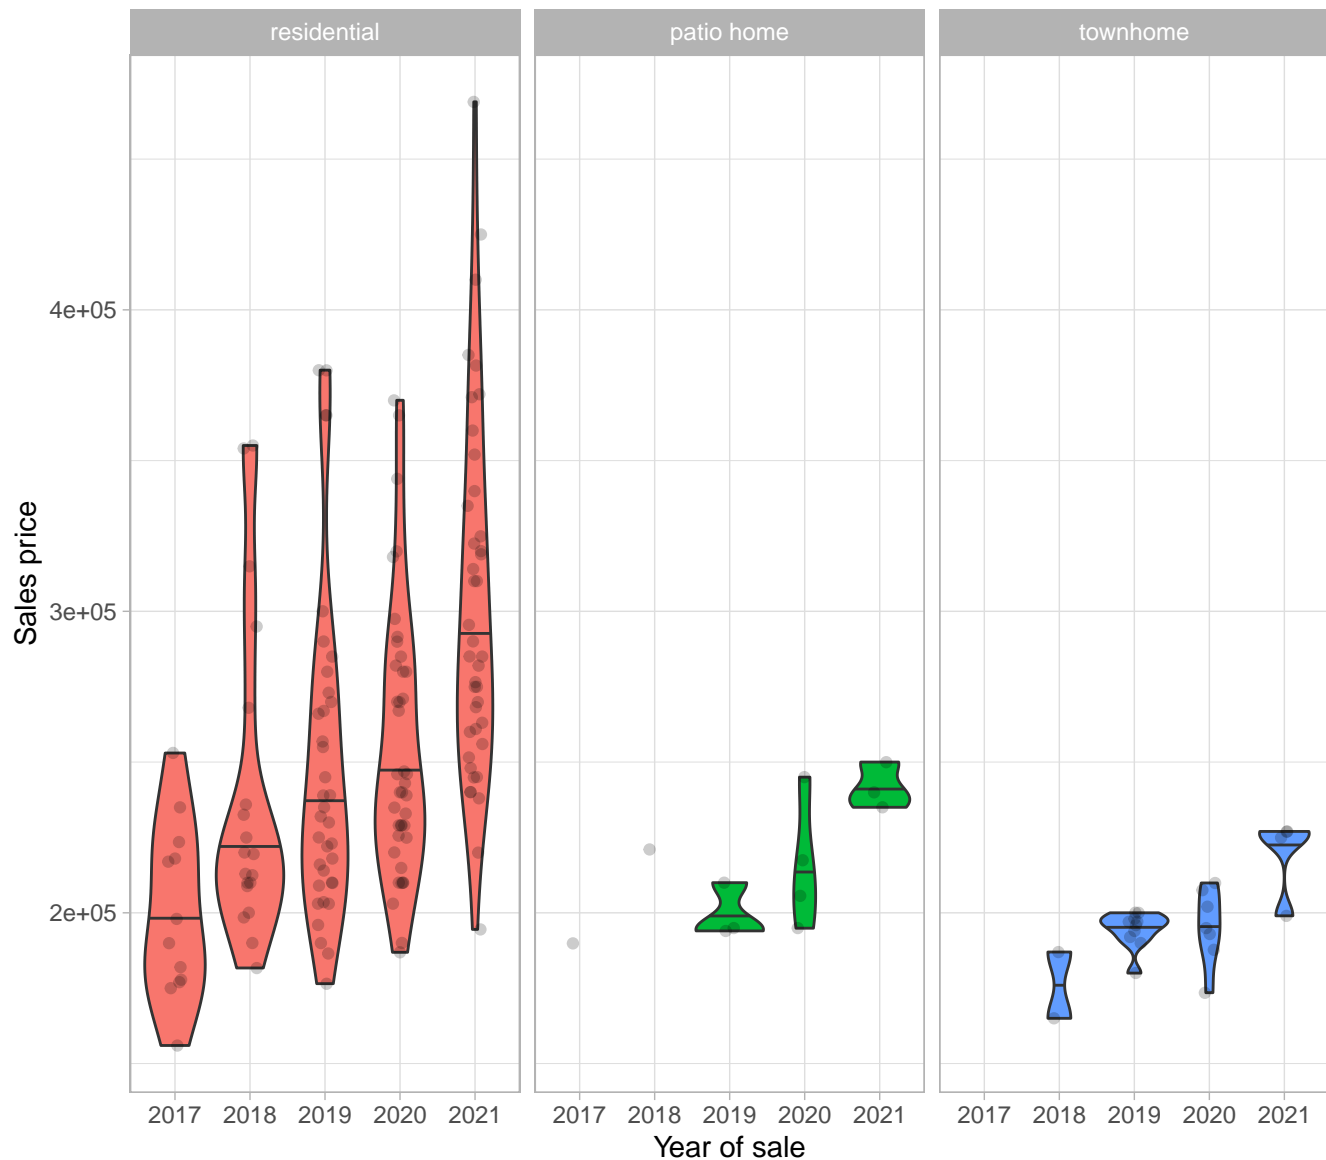 residential patio home townhome
4e+05
3e+05
2e+05
Sales price
2017 2018 2019 2020 2021 2017 2018 2019 2020 2021 2017 2018 2019 2020 2021
Year of sale